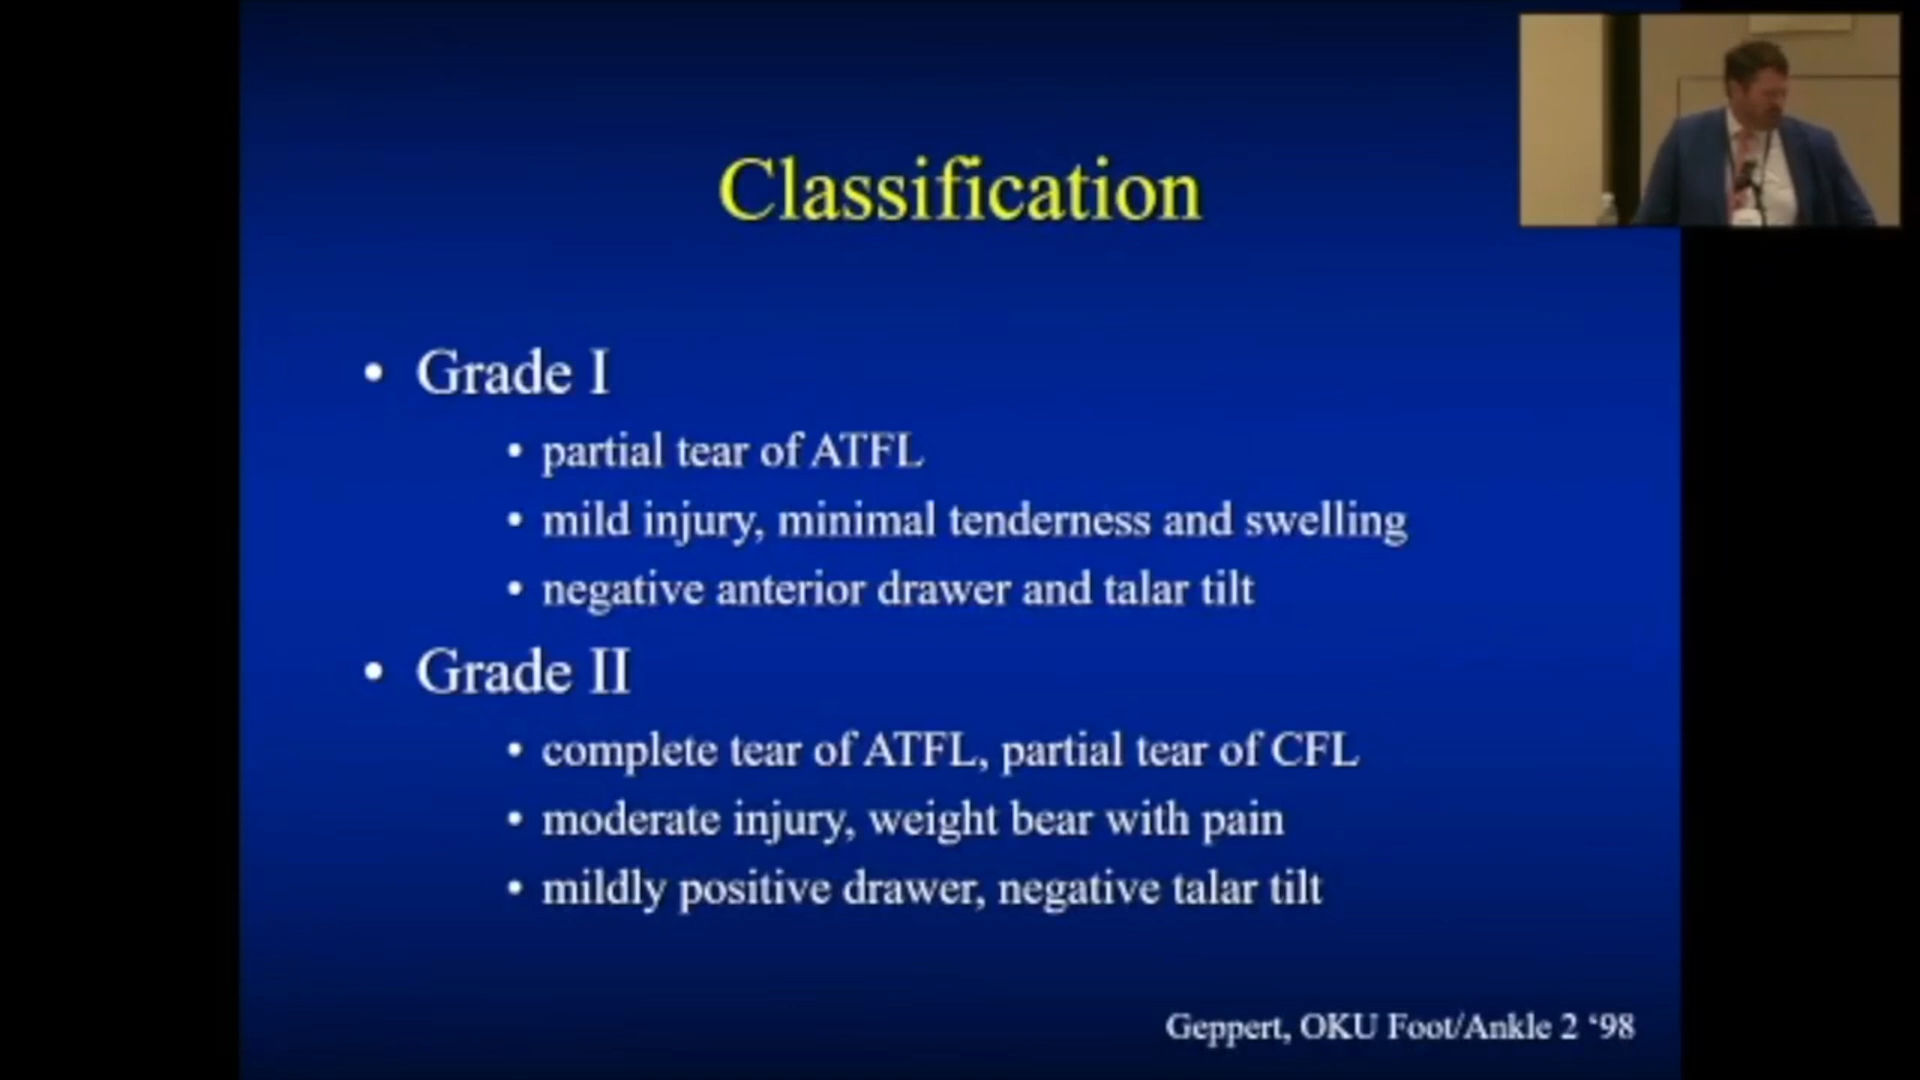 Classification
• Grade I
• partial tear of ATFL
• mild injury, minimal tenderness and swelling
• negative anterior drawer and talar tilt
• Grade II
• complete tear of ATFL, partial tear of CFL
• moderate injury, weight bear with pain
• mildly positive drawer, negative talar tilt
Geppert, OKU Foot/Ankle 2 ‘98